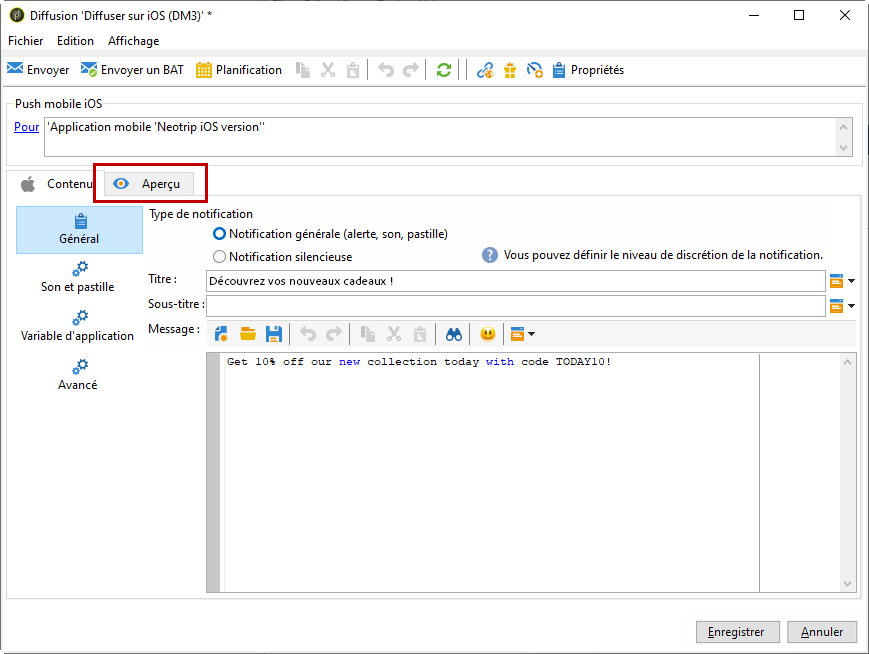 Diffusion 'Diffuser sur iOS (DM3)' *
Fichier Edition Affichage
Envoyer Envoyer un BAT Planification Propriétés
Push mobile iOS
Pour 'Application mobile 'Neotrip iOS version''
Contenu Aperçu
Général
Son et pastille
Variable d'application
Avancé
Type de notification
Notification générale (alerte, son, pastille)
Notification silencieuse ? Vous pouvez définir le niveau de discrétion de la notification.
Titre : Découvrez vos nouveaux cadeaux !
Sous-titre :
Message :
Get 10% off our new collection today with code TODAY10!
Enregistrer Annuler